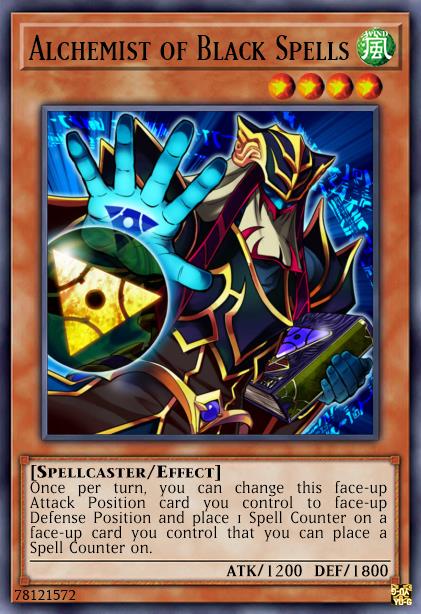 Alchemist of Black Spells
WIND
風
[Spellcaster/Effect]
Once per turn, you can change this face-up
Attack Position card you control to face-up
Defense Position and place 1 Spell Counter on a
face-up card you control that you can place a
Spell Counter on.
ATK/1200 DEF/1800
78121572